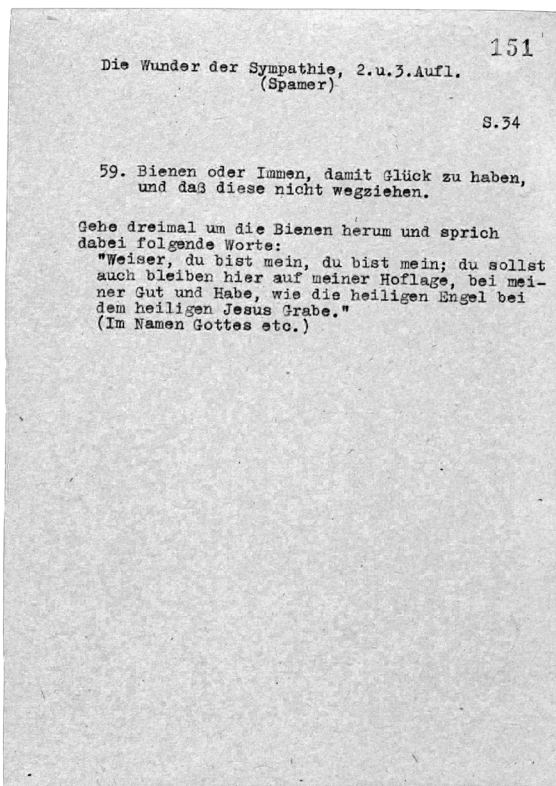 151
Die Wunder der Sympathie, 2.u.3.Aufl.
(Spamer)
S.34
59. Bienen oder Immen, damit Glück zu haben,
und daß diese nicht wegziehen.
Gehe dreimal um die Bienen herum und sprich
dabei folgende Worte:
"Weiser, du bist mein, du bist mein; du sollst
auch bleiben hier auf meiner Hoflage, bei mei-
ner Gut und Habe, wie die heiligen Engel bei
dem heiligen Jesus Grabe."
(Im Namen Gottes etc.)